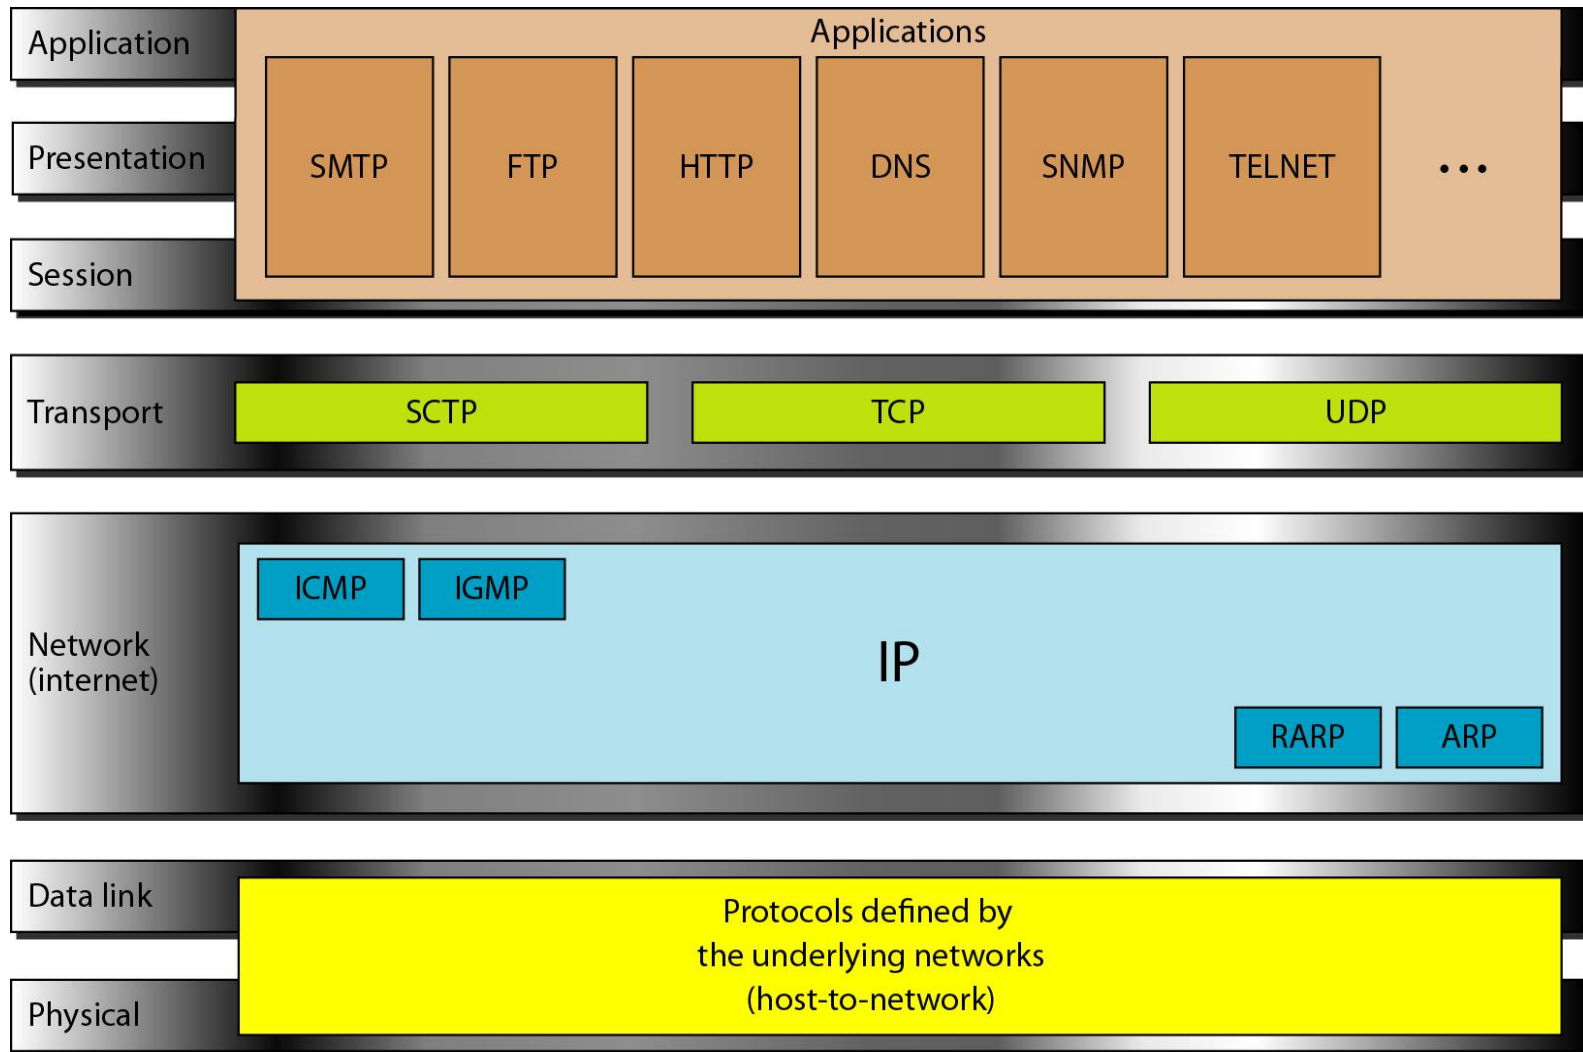 Application
Applications
Presentation
SMTP
FTP
HTTP
DNS
SNMP
TELNET
...
Session
Transport
SCTP
TCP
UDP
Network
(internet)
ICMP
IGMP
IP
RARP
ARP
Data link
Protocols defined by
the underlying networks
(host-to-network)
Physical